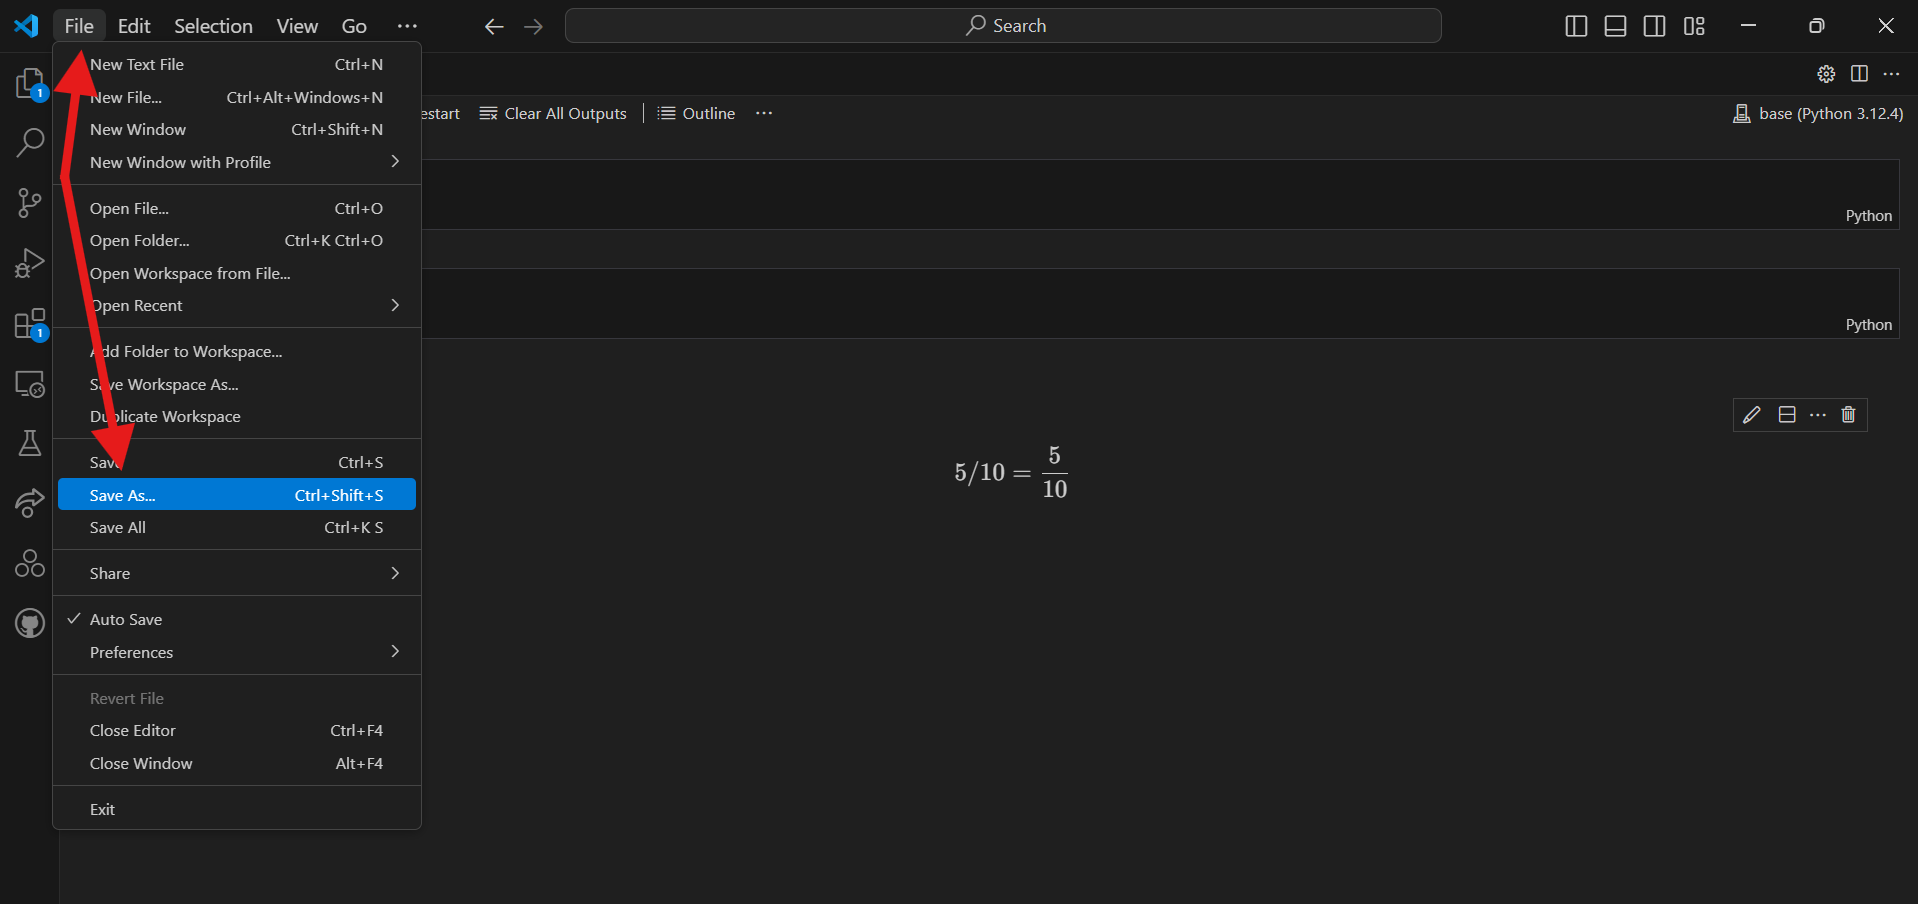 File Edit Selection View Go ··· Search
New Text File Ctrl+N
New File... Ctrl+Alt+Windows+N
New Window Ctrl+Shift+N
New Window with Profile
Open File... Ctrl+O
Open Folder... Ctrl+K Ctrl+O
Open Workspace from File...
Open Recent
Add Folder to Workspace...
Save Workspace As...
Duplicate Workspace
Save Ctrl+S
Save As... Ctrl+Shift+S
Save All Ctrl+K S
Share
Auto Save
Preferences
Revert File
Close Editor Ctrl+F4
Close Window Alt+F4
Exit
1
1
estart Clear All Outputs Outline ··· base (Python 3.12.4)
Python
Python
5/10 = 5/10